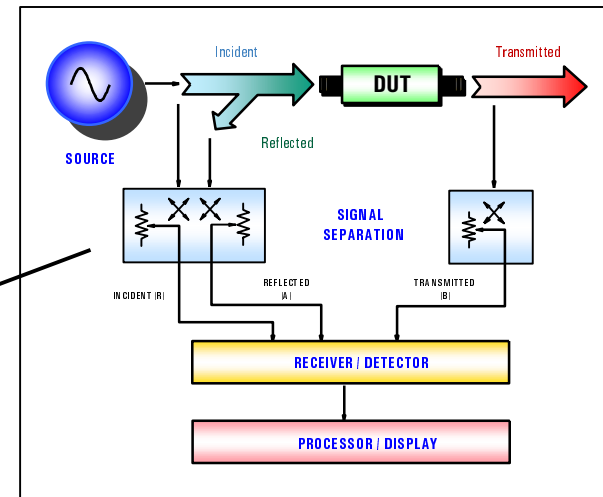 Incident
Transmitted
DUT
Reflected
SOURCE
SIGNAL
SEPARATION
INCIDENT (R)
REFLECTED
(A)
TRANSMITTED
(B)
RECEIVER / DETECTOR
PROCESSOR / DISPLAY